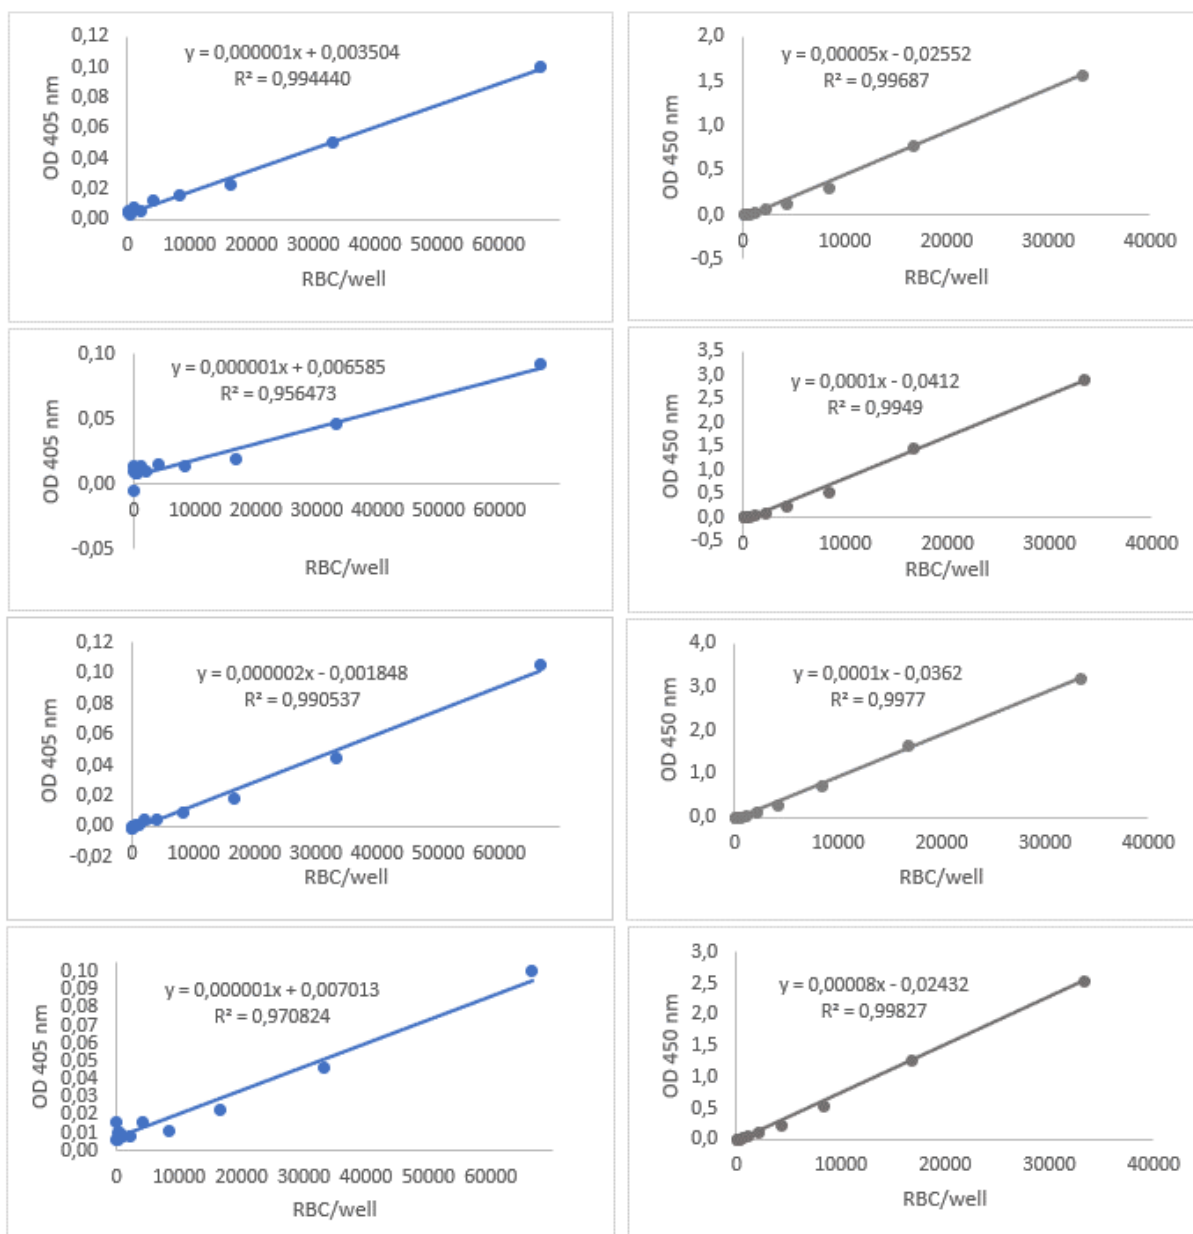 0,12
0,10
0,08
0,06
0,04
0,02
0,00
OD 405 nm
y = 0,000001x + 0,003504
R² = 0,994440
0 10000 20000 30000 40000 50000 60000
RBC/well
2,0
1,5
1,0
0,5
0,0
-0,5
OD 450 nm
y = 0,00005x - 0,02552
R² = 0,99687
0 10000 20000 30000 40000
RBC/well
0,10
0,05
0,00
-0,05
OD 405 nm
y = 0,000001x + 0,006585
R² = 0,956473
0 10000 20000 30000 40000 50000 60000
RBC/well
3,5
3,0
2,5
2,0
1,5
1,0
0,5
0,0
-0,5
OD 450 nm
y = 0,0001x - 0,0412
R² = 0,9949
0 10000 20000 30000 40000
RBC/well
0,12
0,10
0,08
0,06
0,04
0,02
0,00
-0,02
OD 405 nm
y = 0,000002x - 0,001848
R² = 0,990537
0 10000 20000 30000 40000 50000 60000
RBC/well
4,0
3,0
2,0
1,0
0,0
OD 450 nm
y = 0,0001x - 0,0362
R² = 0,9977
0 10000 20000 30000 40000
RBC/well
0,10
0,09
0,08
0,07
0,06
0,05
0,04
0,03
0,02
0,01
0,00
OD 405 nm
y = 0,000001x + 0,007013
R² = 0,970824
0 10000 20000 30000 40000 50000 60000
RBC/well
3,0
2,5
2,0
1,5
1,0
0,5
0,0
OD 450 nm
y = 0,00008x - 0,02432
R² = 0,99827
0 10000 20000 30000 40000
RBC/well